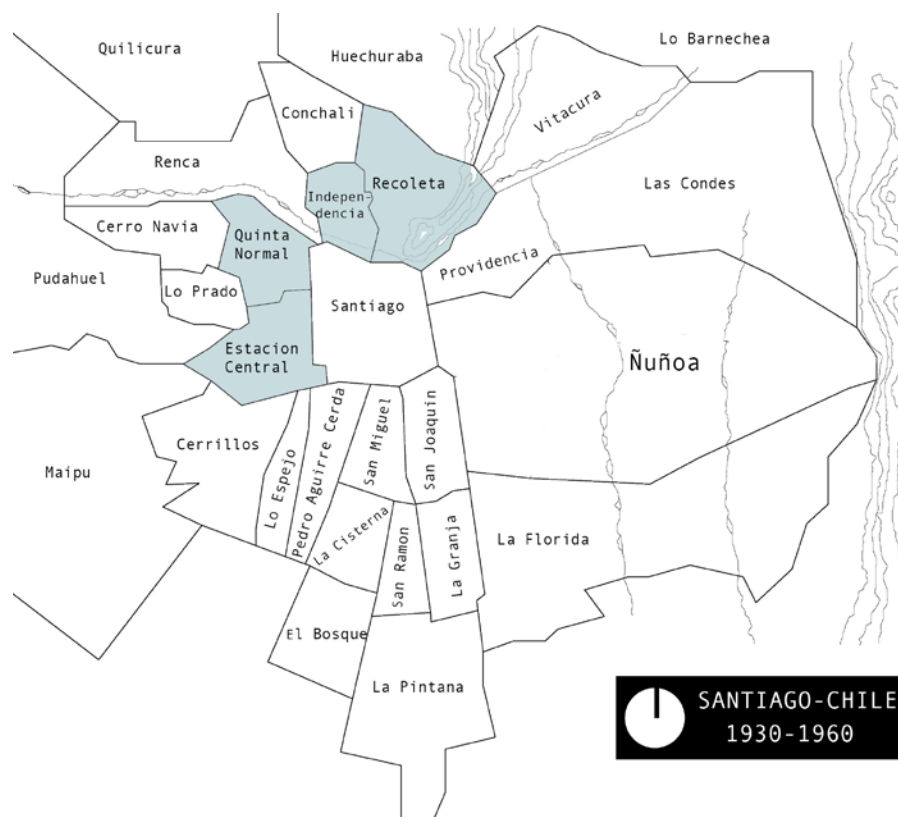 Quilicura
Huechuraba
Lo Barnechea
Conchali
Vitacura
Renca
Recoleta
Las Condes
Indepen-
dencia
Cerro Navia
Quinta
Normal
Providencia
Pudahuel
Lo Prado
Santiago
Estacion
Central
Ñuñoa
Cerrillos
Lo Espejo
Pedro Aguirre Cerda
San Miguel
San Joaquin
Maipu
La Cisterna
San Ramon
La Granja
La Florida
El Bosque
La Pintana
SANTIAGO-CHILE
1930-1960